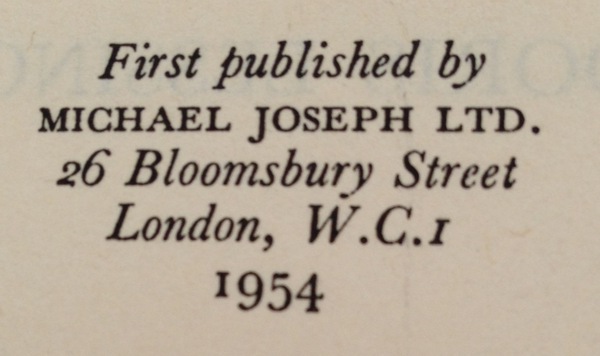 First published by
MICHAEL JOSEPH LTD.
26 Bloomsbury Street
London, W.C.1
1954